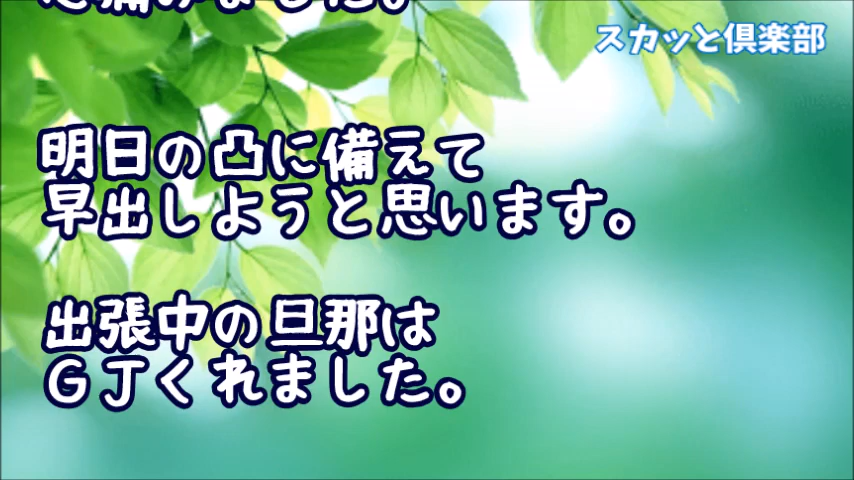 スカッと倶楽部
明日の凸に備えて
早出しようと思います。
出張中の旦那は
ＧＪくれました。